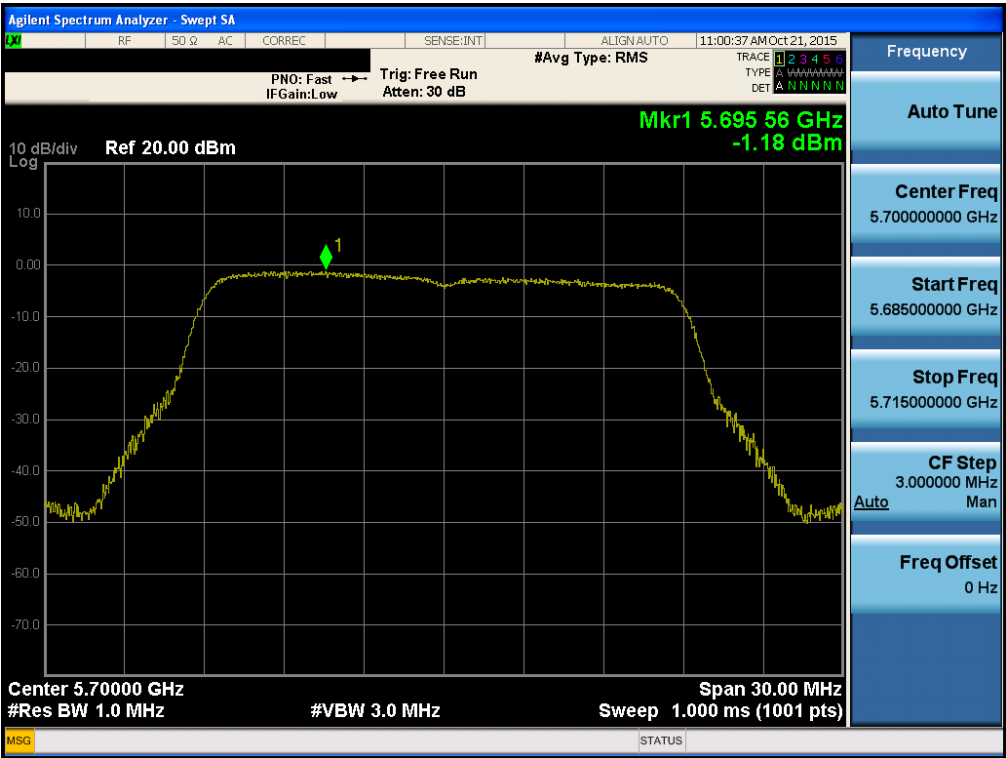 Agilent Spectrum Analyzer - Swept SA
LXI RF 50 Ω AC CORREC SENSE:INT ALIGN AUTO 11:00:37 AM Oct 21, 2015
#Avg Type: RMS
TRACE 1 2 3 4 5 6
PNO: Fast Trig: Free Run
TYPE A WWWWW
IFGain:Low Atten: 30 dB
DET A N N N N N
Mkr1 5.695 56 GHz
-1.18 dBm
10 dB/div Ref 20.00 dBm
Log
10.0
1
0.00
-10.0
-20.0
-30.0
-40.0
-50.0
-60.0
-70.0
Center 5.70000 GHz Span 30.00 MHz
#Res BW 1.0 MHz #VBW 3.0 MHz Sweep 1.000 ms (1001 pts)
MSG STATUS
Frequency
Auto Tune
Center Freq
5.700000000 GHz
Start Freq
5.685000000 GHz
Stop Freq
5.715000000 GHz
CF Step
3.000000 MHz
Auto Man
Freq Offset
0 Hz